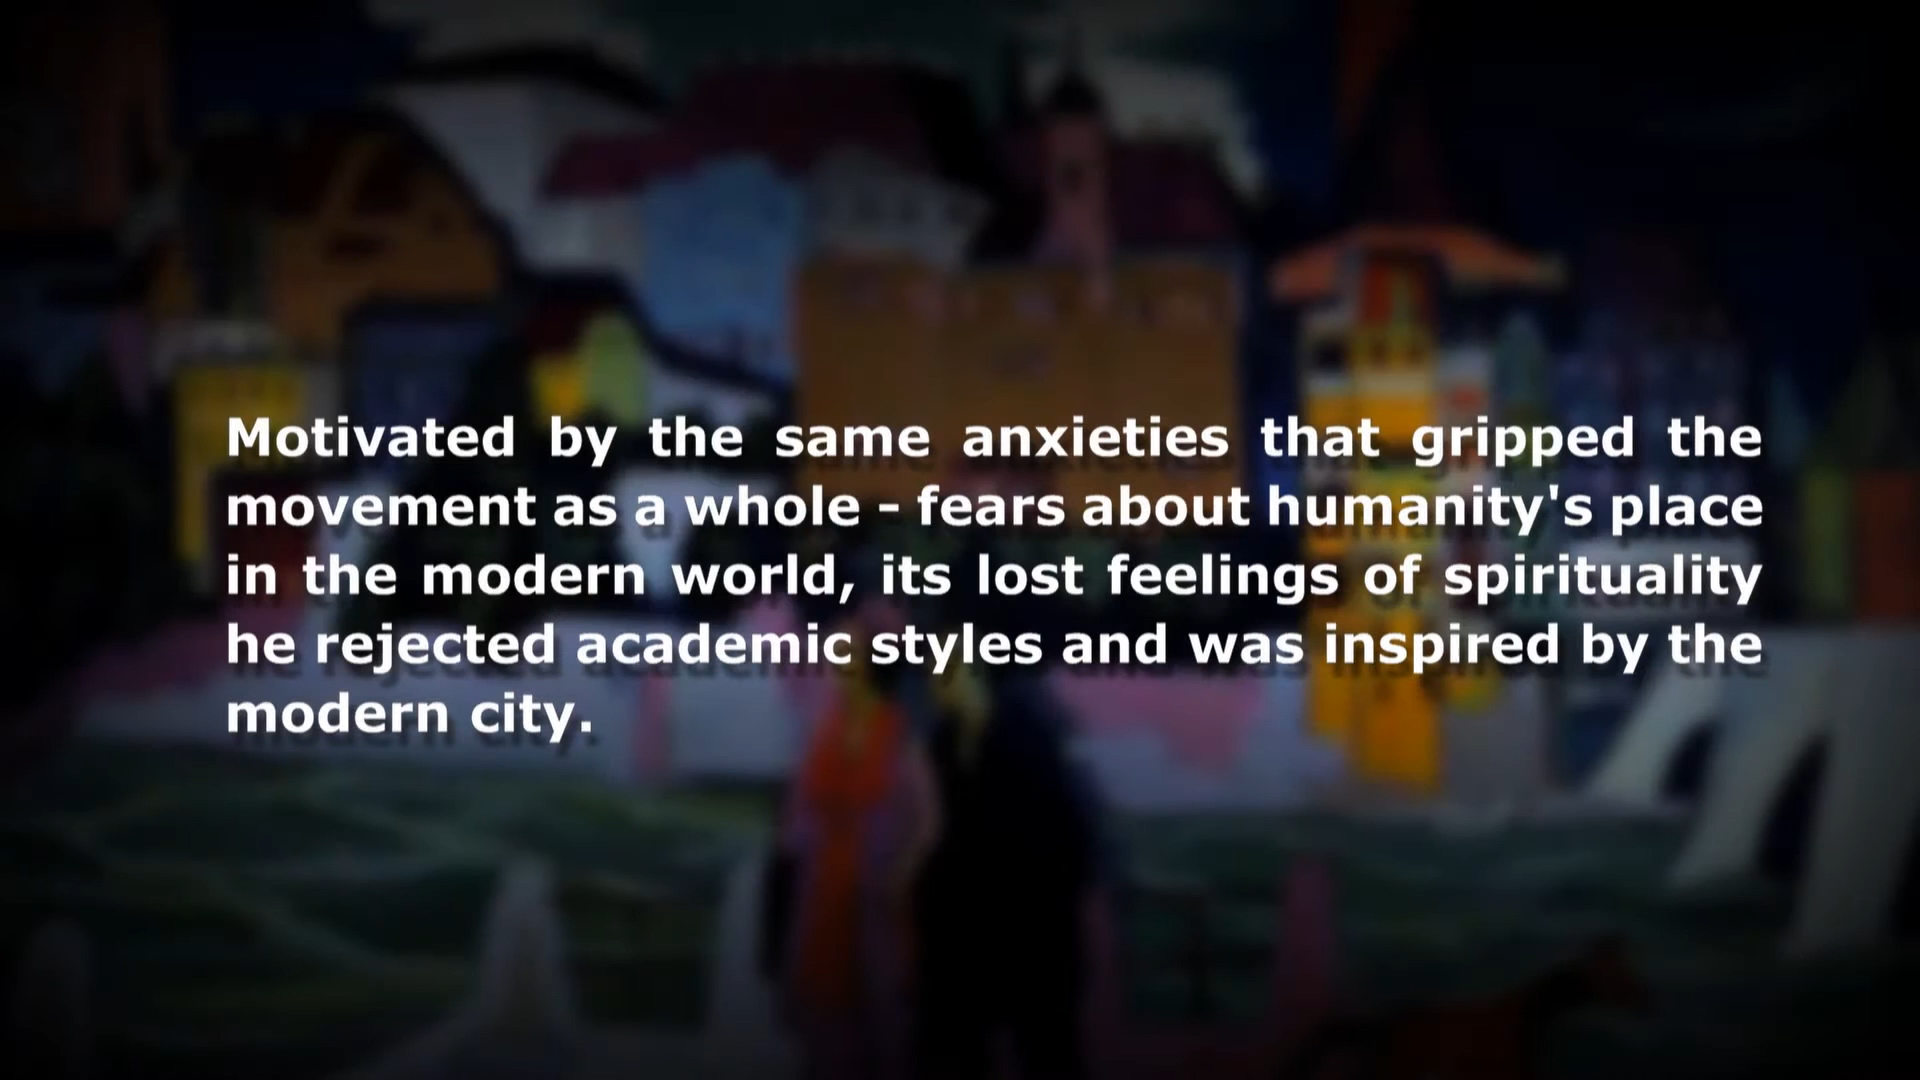 Motivated by the same anxieties that gripped the
movement as a whole - fears about humanity's place
in the modern world, its lost feelings of spirituality
he rejected academic styles and was inspired by the
modern city.